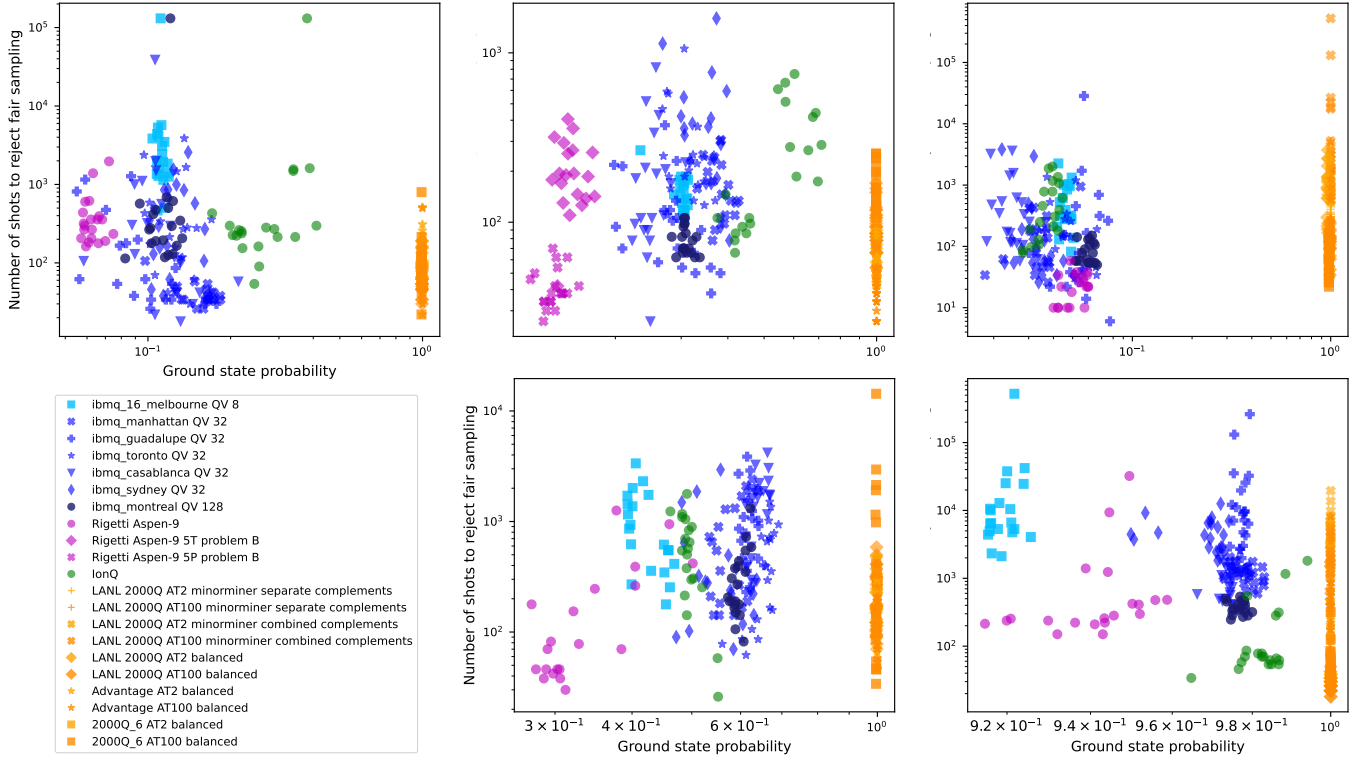 10^5
10^4
10^3
10^2
Number of shots to reject fair sampling
10^-1
10^0
Ground state probability
10^3
10^2
10^0
10^5
10^4
10^3
10^2
10^1
10^-1
10^0
ibmq_16_melbourne QV 8
ibmq_manhattan QV 32
ibmq_guadalupe QV 32
ibmq_toronto QV 32
ibmq_casablanca QV 32
ibmq_sydney QV 32
ibmq_montreal QV 128
Rigetti Aspen-9
Rigetti Aspen-9 5T problem B
Rigetti Aspen-9 5P problem B
IonQ
LANL 2000Q AT2 minorminer separate complements
LANL 2000Q AT100 minorminer separate complements
LANL 2000Q AT2 minorminer combined complements
LANL 2000Q AT100 minorminer combined complements
LANL 2000Q AT2 balanced
LANL 2000Q AT100 balanced
Advantage AT2 balanced
Advantage AT100 balanced
2000Q_6 AT2 balanced
2000Q_6 AT100 balanced
10^4
10^3
10^2
Number of shots to reject fair sampling
3 × 10^-1
4 × 10^-1
6 × 10^-1
10^0
Ground state probability
10^5
10^4
10^3
10^2
9.2 × 10^-1
9.4 × 10^-1
9.6 × 10^-1
9.8 × 10^-1
10^0
Ground state probability